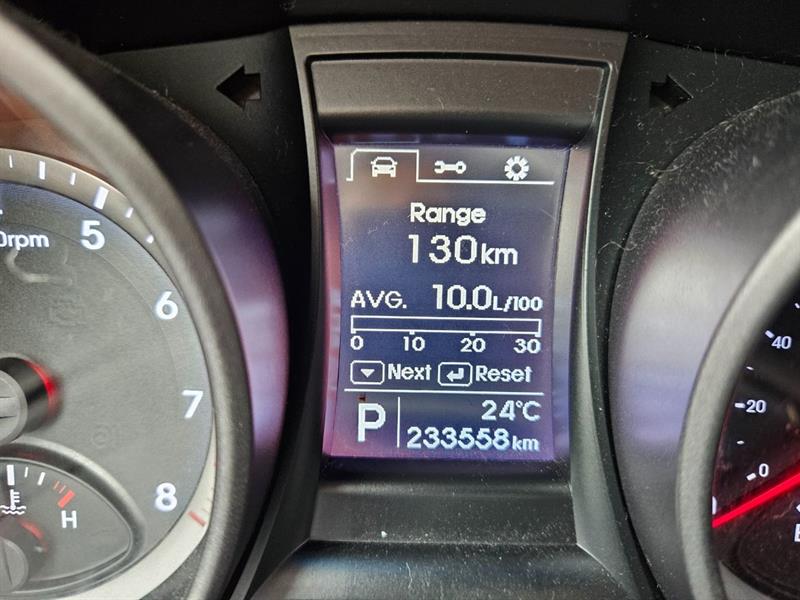 Range
130km
AVG. 10.0L/100
0 10 20 30
Next Reset
P
24°C
233558km
5
0rpm
6
7
8
H
40
20
0